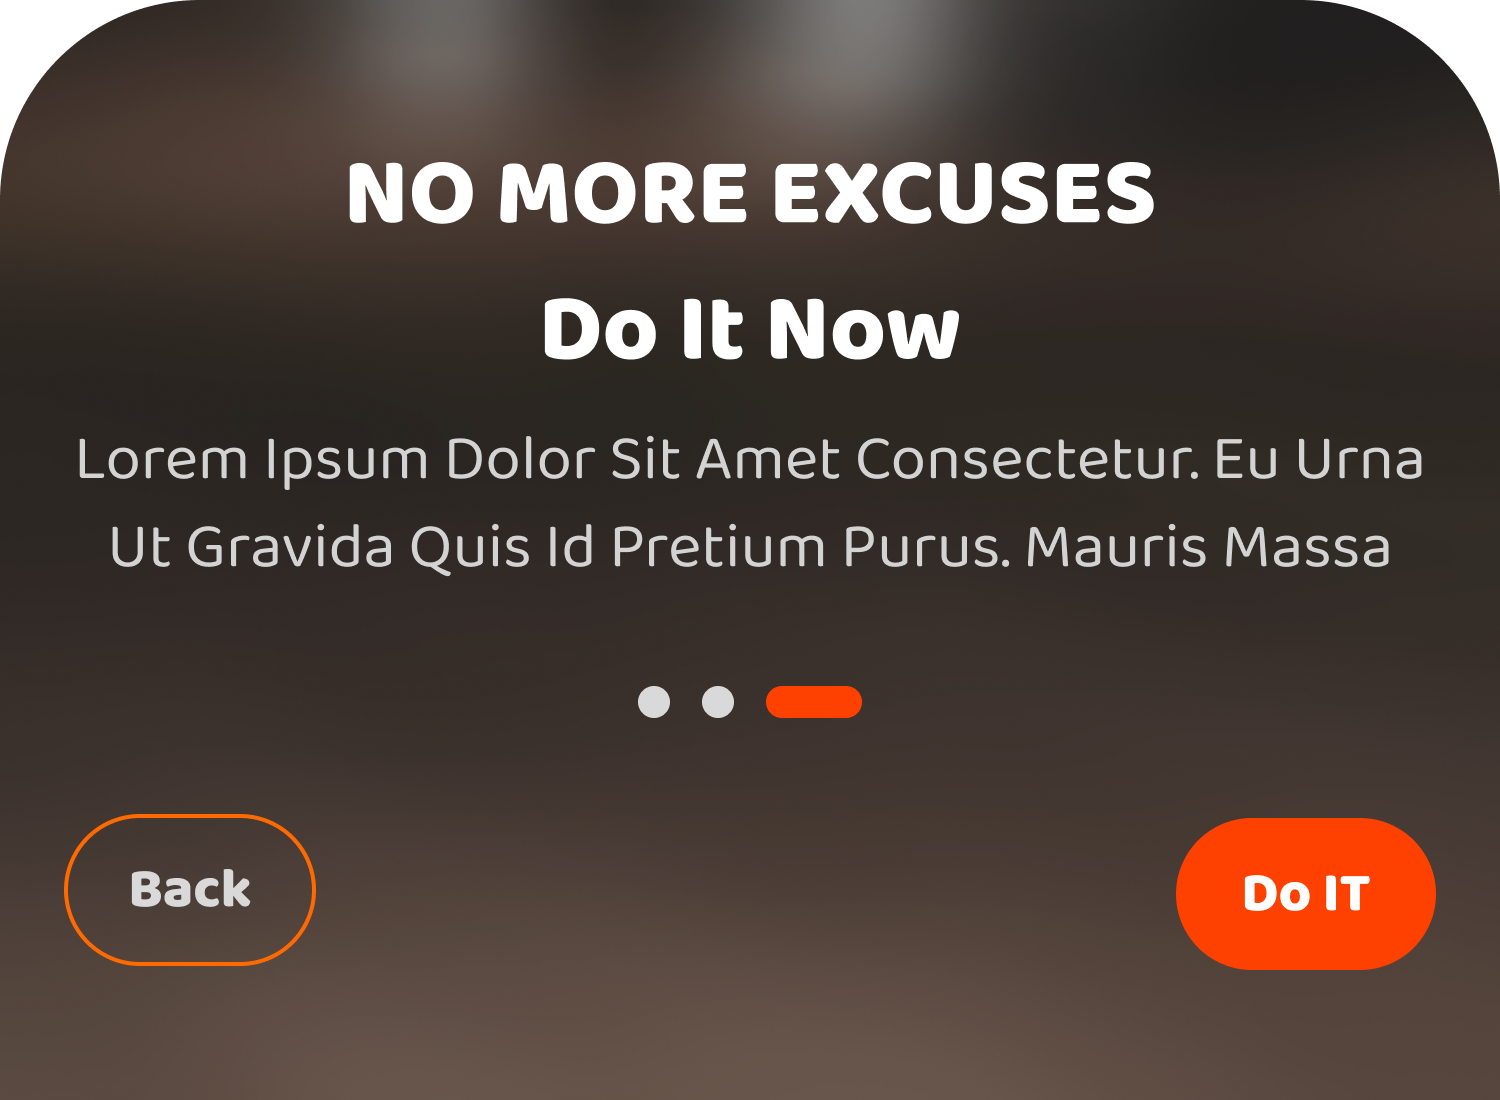 NO MORE EXCUSES
Do It Now
Lorem Ipsum Dolor Sit Amet Consectetur. Eu Urna
Ut Gravida Quis Id Pretium Purus. Mauris Massa
Back
Do IT